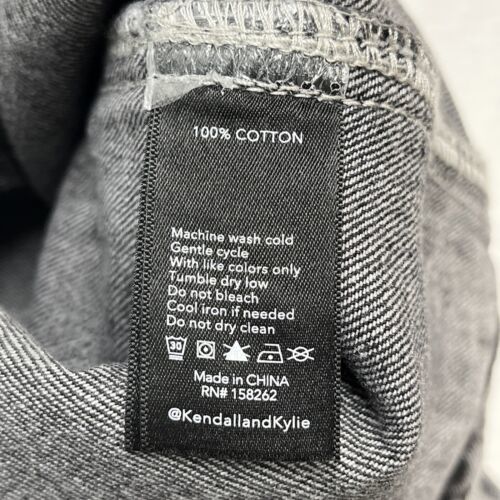 100% COTTON
Machine wash cold
Gentle cycle
With like colors only
Tumble dry low
Do not bleach
Cool iron if needed
Do not dry clean
30
Made in CHINA
RN# 158262
@KendallandKylie